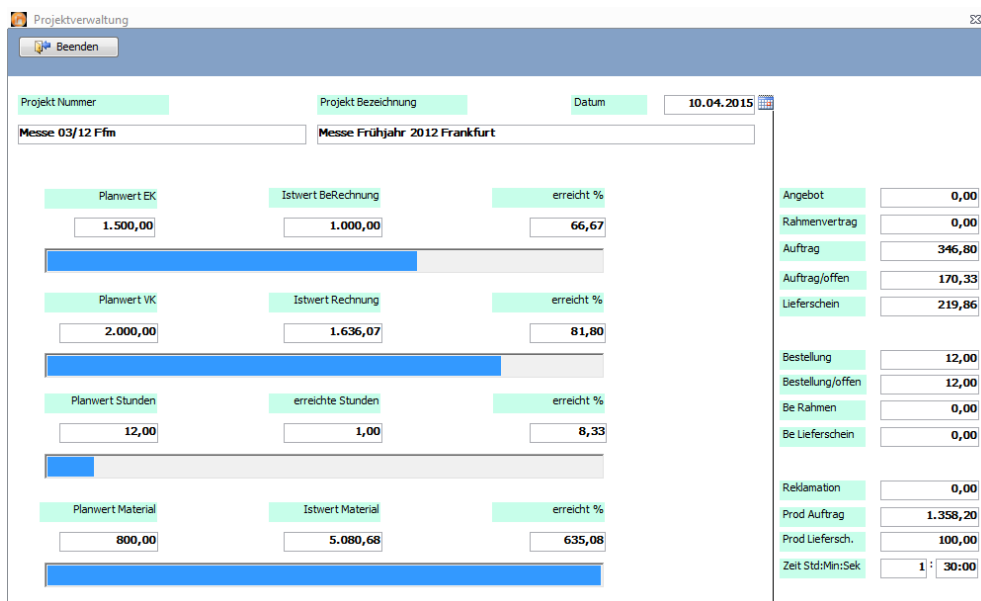 Projektverwaltung
Beenden
Projekt Nummer Projekt Bezeichnung Datum 10.04.2015
Messe 03/12 Ffm Messe Frühjahr 2012 Frankfurt
Planwert EK Istwert BeRechnung erreicht %
1.500,00 1.000,00 66,67
Planwert VK Istwert Rechnung erreicht %
2.000,00 1.636,07 81,80
Planwert Stunden erreichte Stunden erreicht %
12,00 1,00 8,33
Planwert Material Istwert Material erreicht %
800,00 5.080,68 635,08
Angebot 0,00
Rahmenvertrag 0,00
Auftrag 346,80
Auftrag/offen 170,33
Lieferschein 219,86
Bestellung 12,00
Bestellung/offen 12,00
Be Rahmen 0,00
Be Lieferschein 0,00
Reklamation 0,00
Prod Auftrag 1.358,20
Prod Liefersch. 100,00
Zeit Std:Min:Sek 1 : 30:00